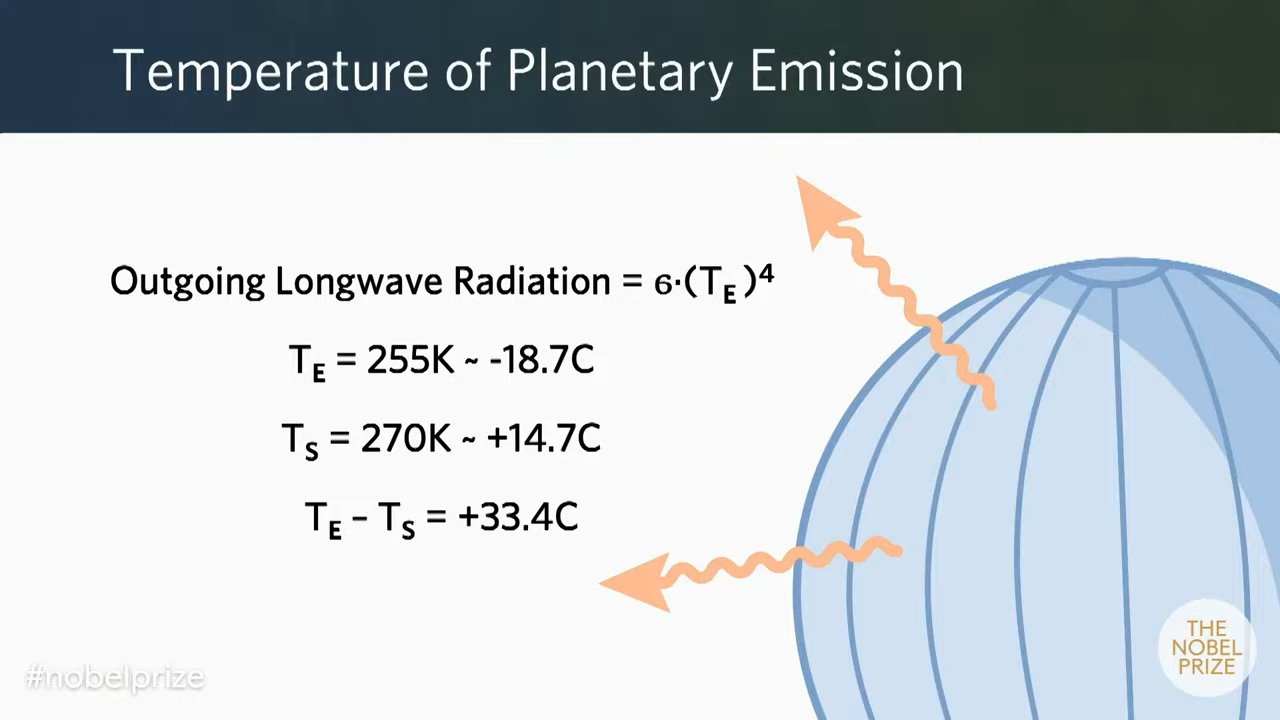 Temperature of Planetary Emission
Outgoing Longwave Radiation = 6·(TE )4
TE = 255K ~ -18.7C
TS = 270K ~ +14.7C
TE – TS = +33.4C
#nobelprize
THE
NOBEL
PRIZE